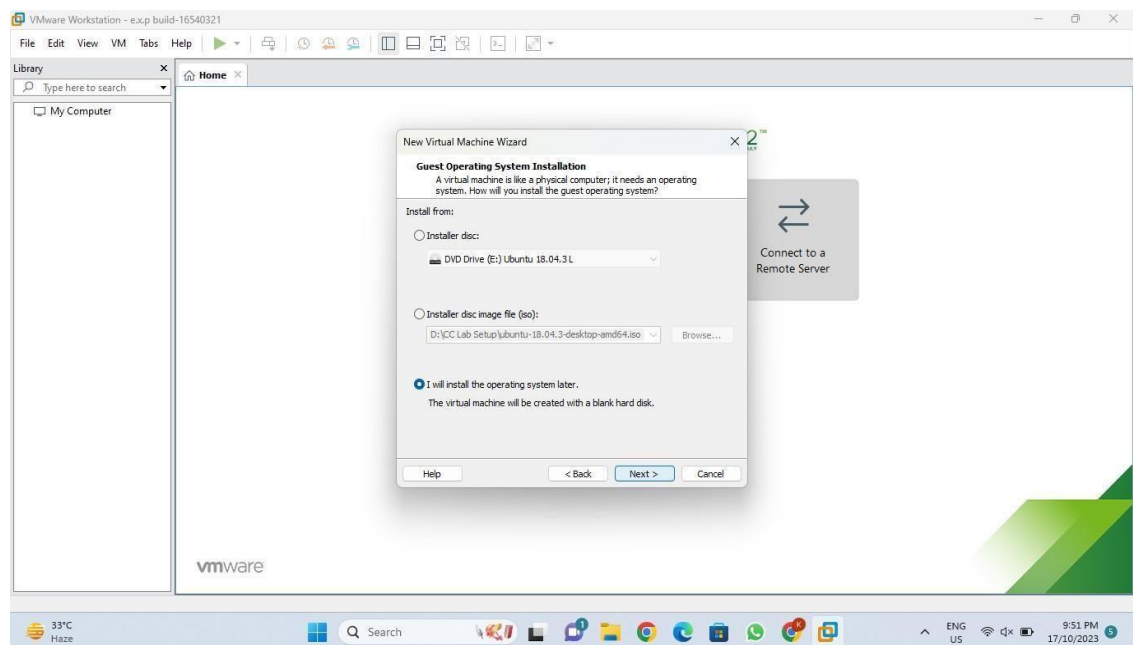 VMware Workstation - e.x.p build-16540321
File Edit View VM Tabs Help
Library
Home
Type here to search
My Computer
2™
New Virtual Machine Wizard
Guest Operating System Installation
A virtual machine is like a physical computer; it needs an operating
system. How will you install the guest operating system?
Install from:
Installer disc:
DVD Drive (E:) Ubuntu 18.04.3 L
Installer disc image file (iso):
D:\CC Lab Setup\ubuntu-18.04.3-desktop-amd64.iso Browse...
I will install the operating system later.
The virtual machine will be created with a blank hard disk.
Help < Back Next > Cancel
Connect to a
Remote Server
vmware
33°C
Haze
Search
ENG
US
9:51 PM
17/10/2023
5